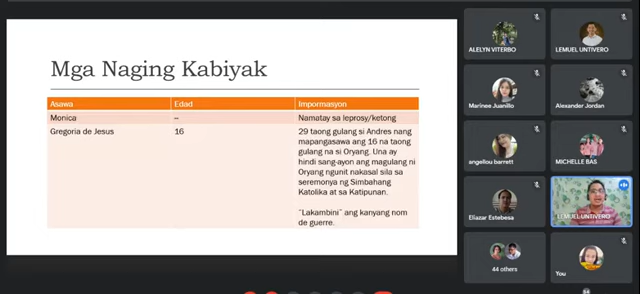 Mga Naging Kabiyak
Asawa Edad Impormasyon
Monica -- Namatay sa leprosy/ketong
Gregoria de Jesus 16 29 taong gulang si Andres nang
mapangasawa ang 16 na taong
gulang na si Oryang. Una ay
hindi sang-ayon ang magulang ni
Oryang ngunit nakasal sila sa
seremonya ng Simbahang
Katolika at sa Katipunan.
"Lakambini" ang kanyang nom
de guerre.
ALELYN VITERBO
LEMUEL UNTIVERO
Marinee Juanillo
Alexander Jordan
angellou barrett
MICHELLE BAS
Eliazar Estebesa
LEMUEL UNTIVERO
44 others
You
54